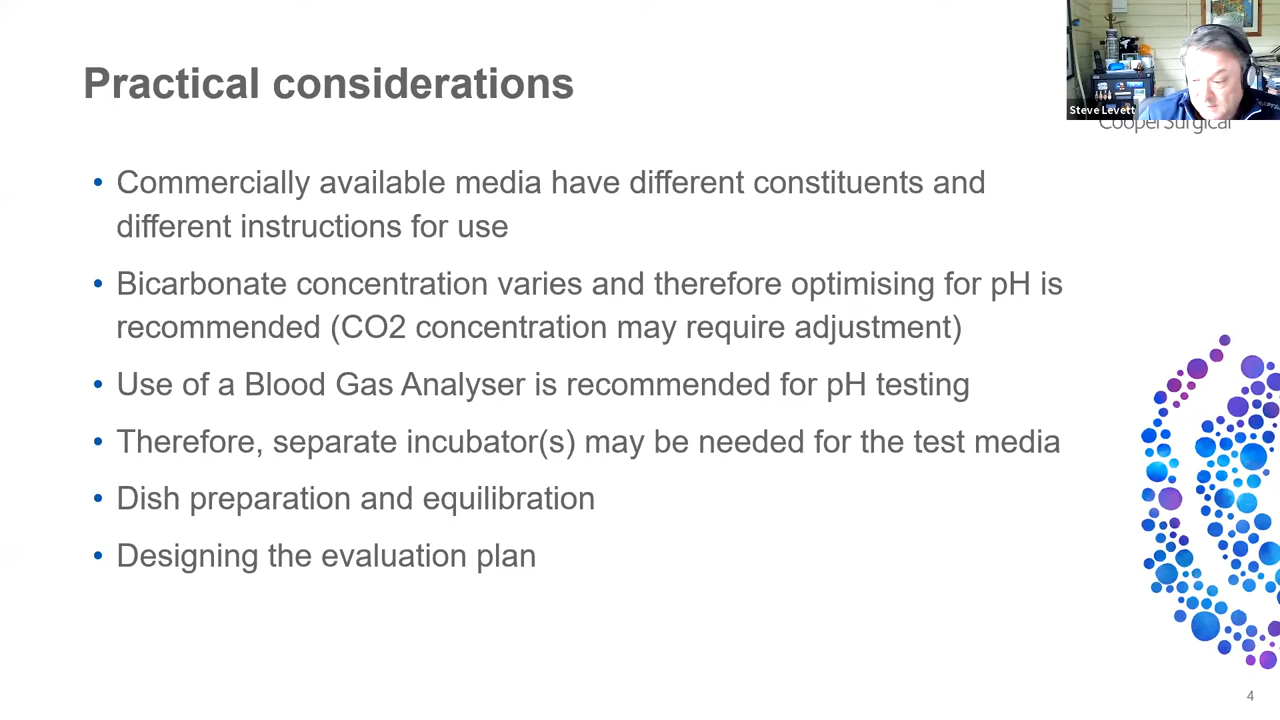 Practical considerations
Steve Levett
CooperSurgical
• Commercially available media have different constituents and
different instructions for use
• Bicarbonate concentration varies and therefore optimising for pH is
recommended (CO2 concentration may require adjustment)
• Use of a Blood Gas Analyser is recommended for pH testing
• Therefore, separate incubator(s) may be needed for the test media
• Dish preparation and equilibration
• Designing the evaluation plan
4